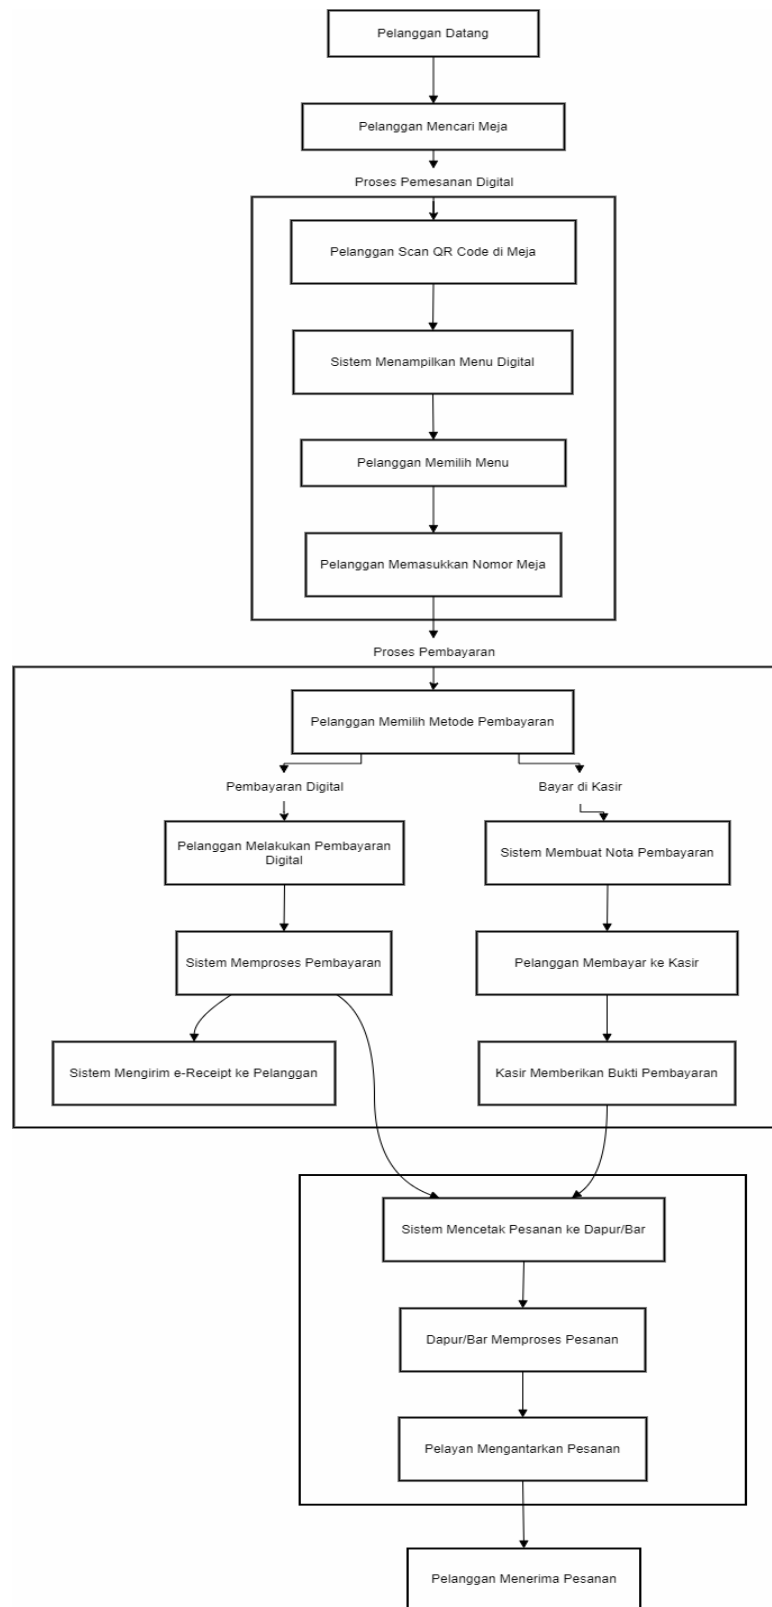 Pelanggan Datang
Pelanggan Mencari Meja
Proses Pemesanan Digital
Pelanggan Scan QR Code di Meja
Sistem Menampilkan Menu Digital
Pelanggan Memilih Menu
Pelanggan Memasukkan Nomor Meja
Proses Pembayaran
Pelanggan Memilih Metode Pembayaran
Pembayaran Digital
Bayar di Kasir
Pelanggan Melakukan Pembayaran
Digital
Sistem Membuat Nota Pembayaran
Sistem Memproses Pembayaran
Pelanggan Membayar ke Kasir
Sistem Mengirim e-Receipt ke Pelanggan
Kasir Memberikan Bukti Pembayaran
Sistem Mencetak Pesanan ke Dapur/Bar
Dapur/Bar Memproses Pesanan
Pelayan Mengantarkan Pesanan
Pelanggan Menerima Pesanan